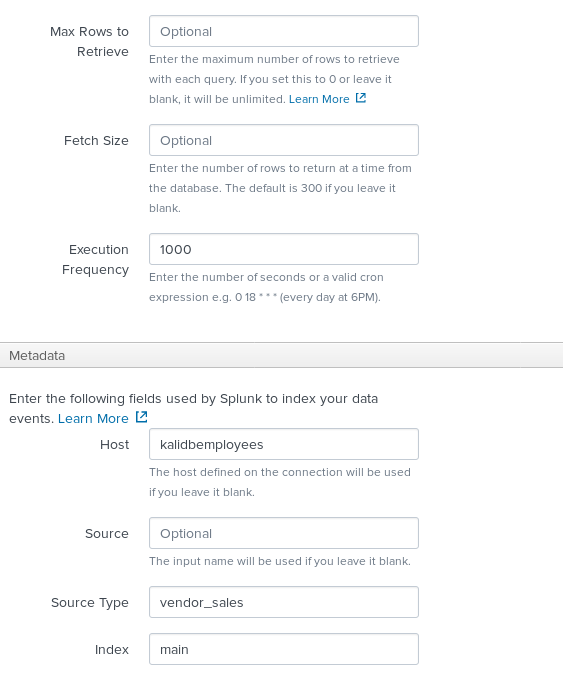 Max Rows to
Retrieve
Optional
Enter the maximum number of rows to retrieve
with each query. If you set this to 0 or leave it
blank, it will be unlimited. Learn More
Fetch Size
Optional
Enter the number of rows to return at a time from
the database. The default is 300 if you leave it
blank.
Execution
Frequency
1000
Enter the number of seconds or a valid cron
expression e.g. 0 18 * * * (every day at 6PM).
Metadata
Enter the following fields used by Splunk to index your data
events. Learn More
Host
kalidbemployees
The host defined on the connection will be used
if you leave it blank.
Source
Optional
The input name will be used if you leave it blank.
Source Type
vendor_sales
Index
main